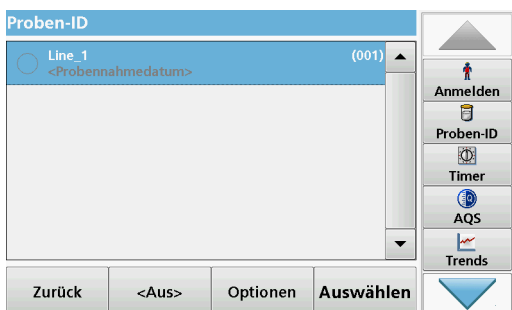 Proben-ID
Line_1 (001)
<Probennahmedatum>
Anmelden
Proben-ID
Timer
AQS
Trends
Zurück <Aus> Optionen Auswählen